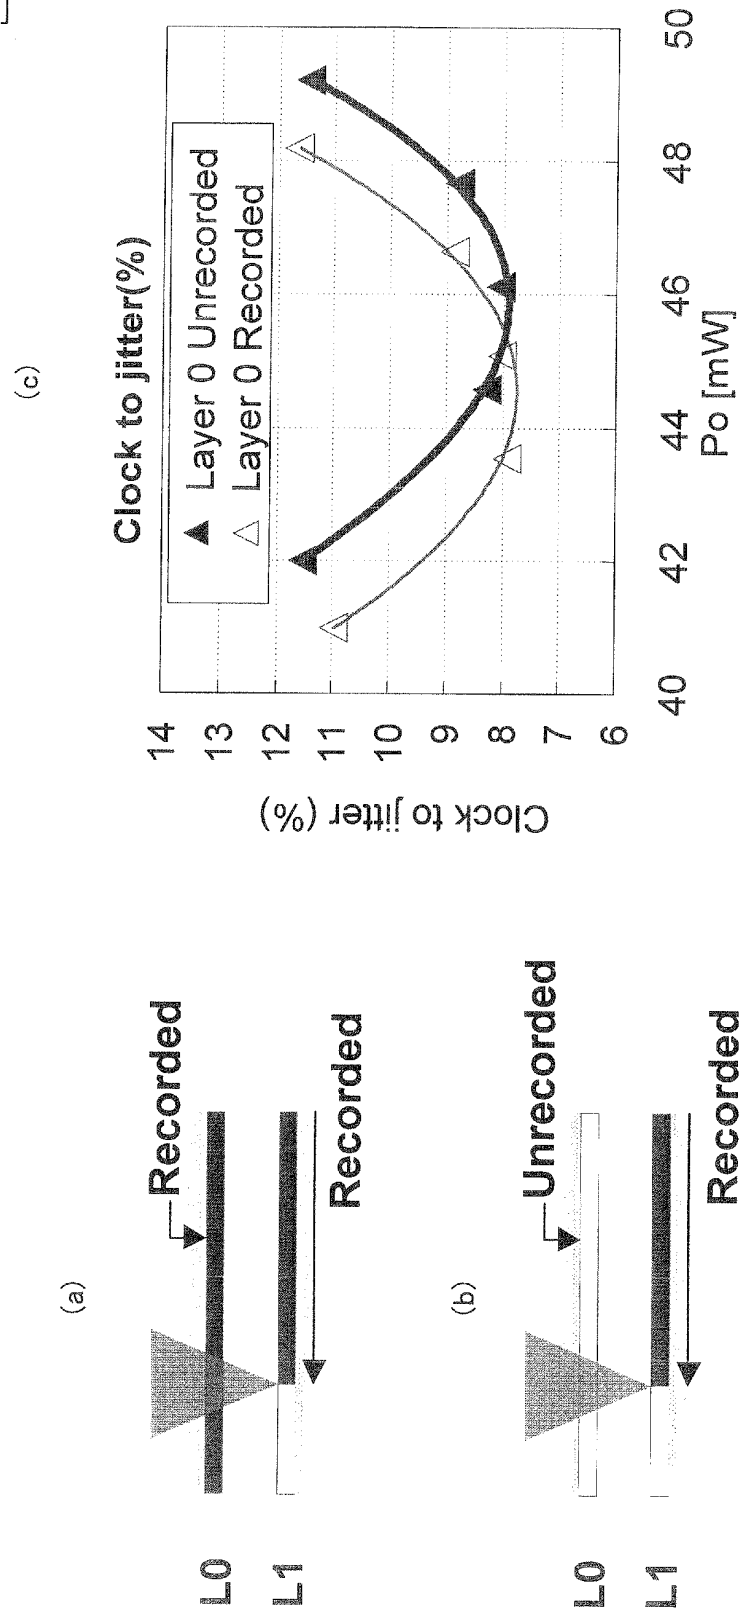 (a)
Recorded
L0
L1
Recorded
(b)
Unrecorded
L0
L1
Recorded
(c)
Clock to jitter(%)
▲ Layer 0 Unrecorded
△ Layer 0 Recorded
Clock to jitter (%)
14
13
12
11
10
9
8
7
6
40
42
44
46
48
50
Po [mW]